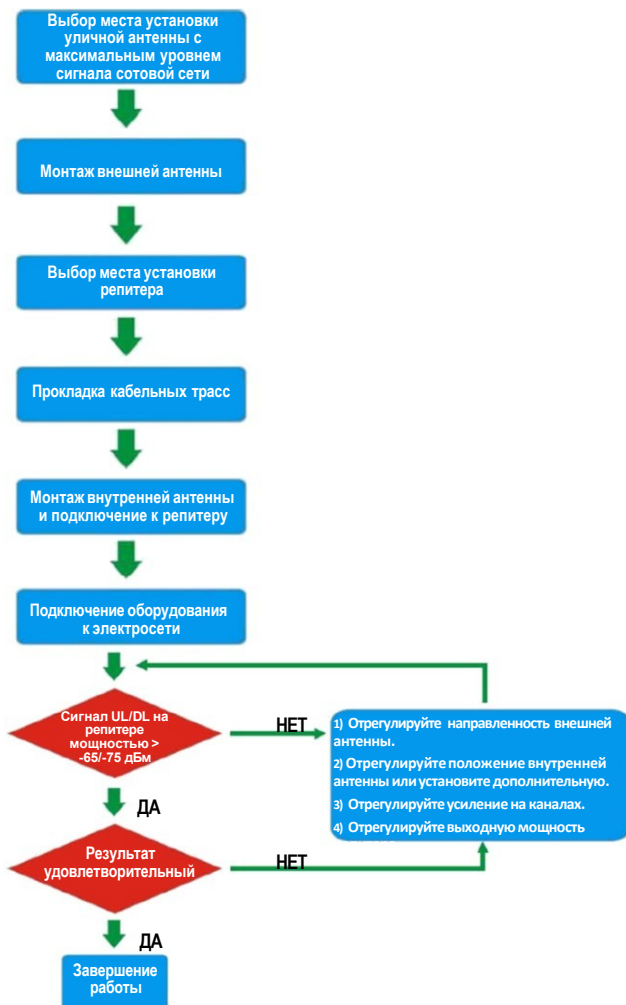 Выбор места установки
уличной антенны с
максимальным уровнем
сигнала сотовой сети
Монтаж внешней антенны
Выбор места установки
репитера
Прокладка кабельных трасс
Монтаж внутренней антенны
и подключение к репитеру
Подключение оборудования
к электросети
Сигнал UL/DL на
репитере
мощностью >
-65/-75 дБм
НЕТ
1) Отрегулируйте направленность внешней
антенны.
2) Отрегулируйте положение внутренней
антенны или установите дополнительную.
3) Отрегулируйте усиление на каналах.
4) Отрегулируйте выходную мощность
ДА
Результат
удовлетворительный
НЕТ
ДА
Завершение
работы